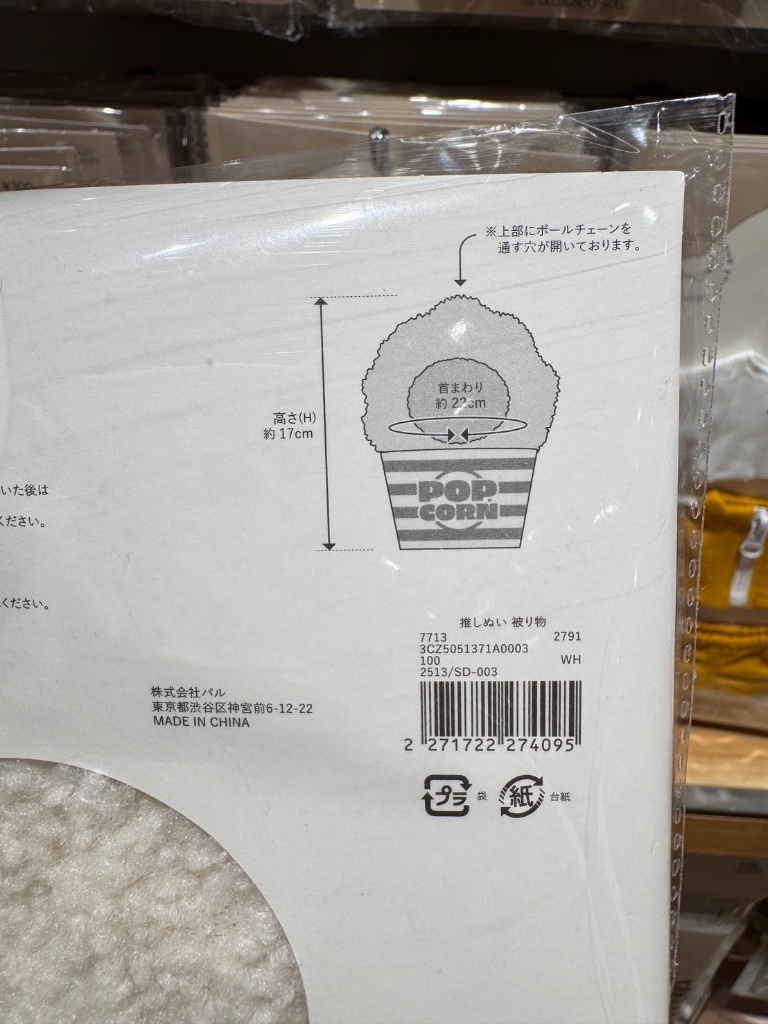 ※上部にボールチェーンを
通す穴が開いております。
首まわり
約 22cm
高さ(H)
約 17cm
POP
CORN
いた後は
ください。
ください。
推しぬい 被り物
7713 2791
3CZ5051371A0003
100 WH
2513/SD-003
2 271722 274095
株式会社パル
東京都渋谷区神宮前6-12-22
MADE IN CHINA
プラ 袋 紙 台紙